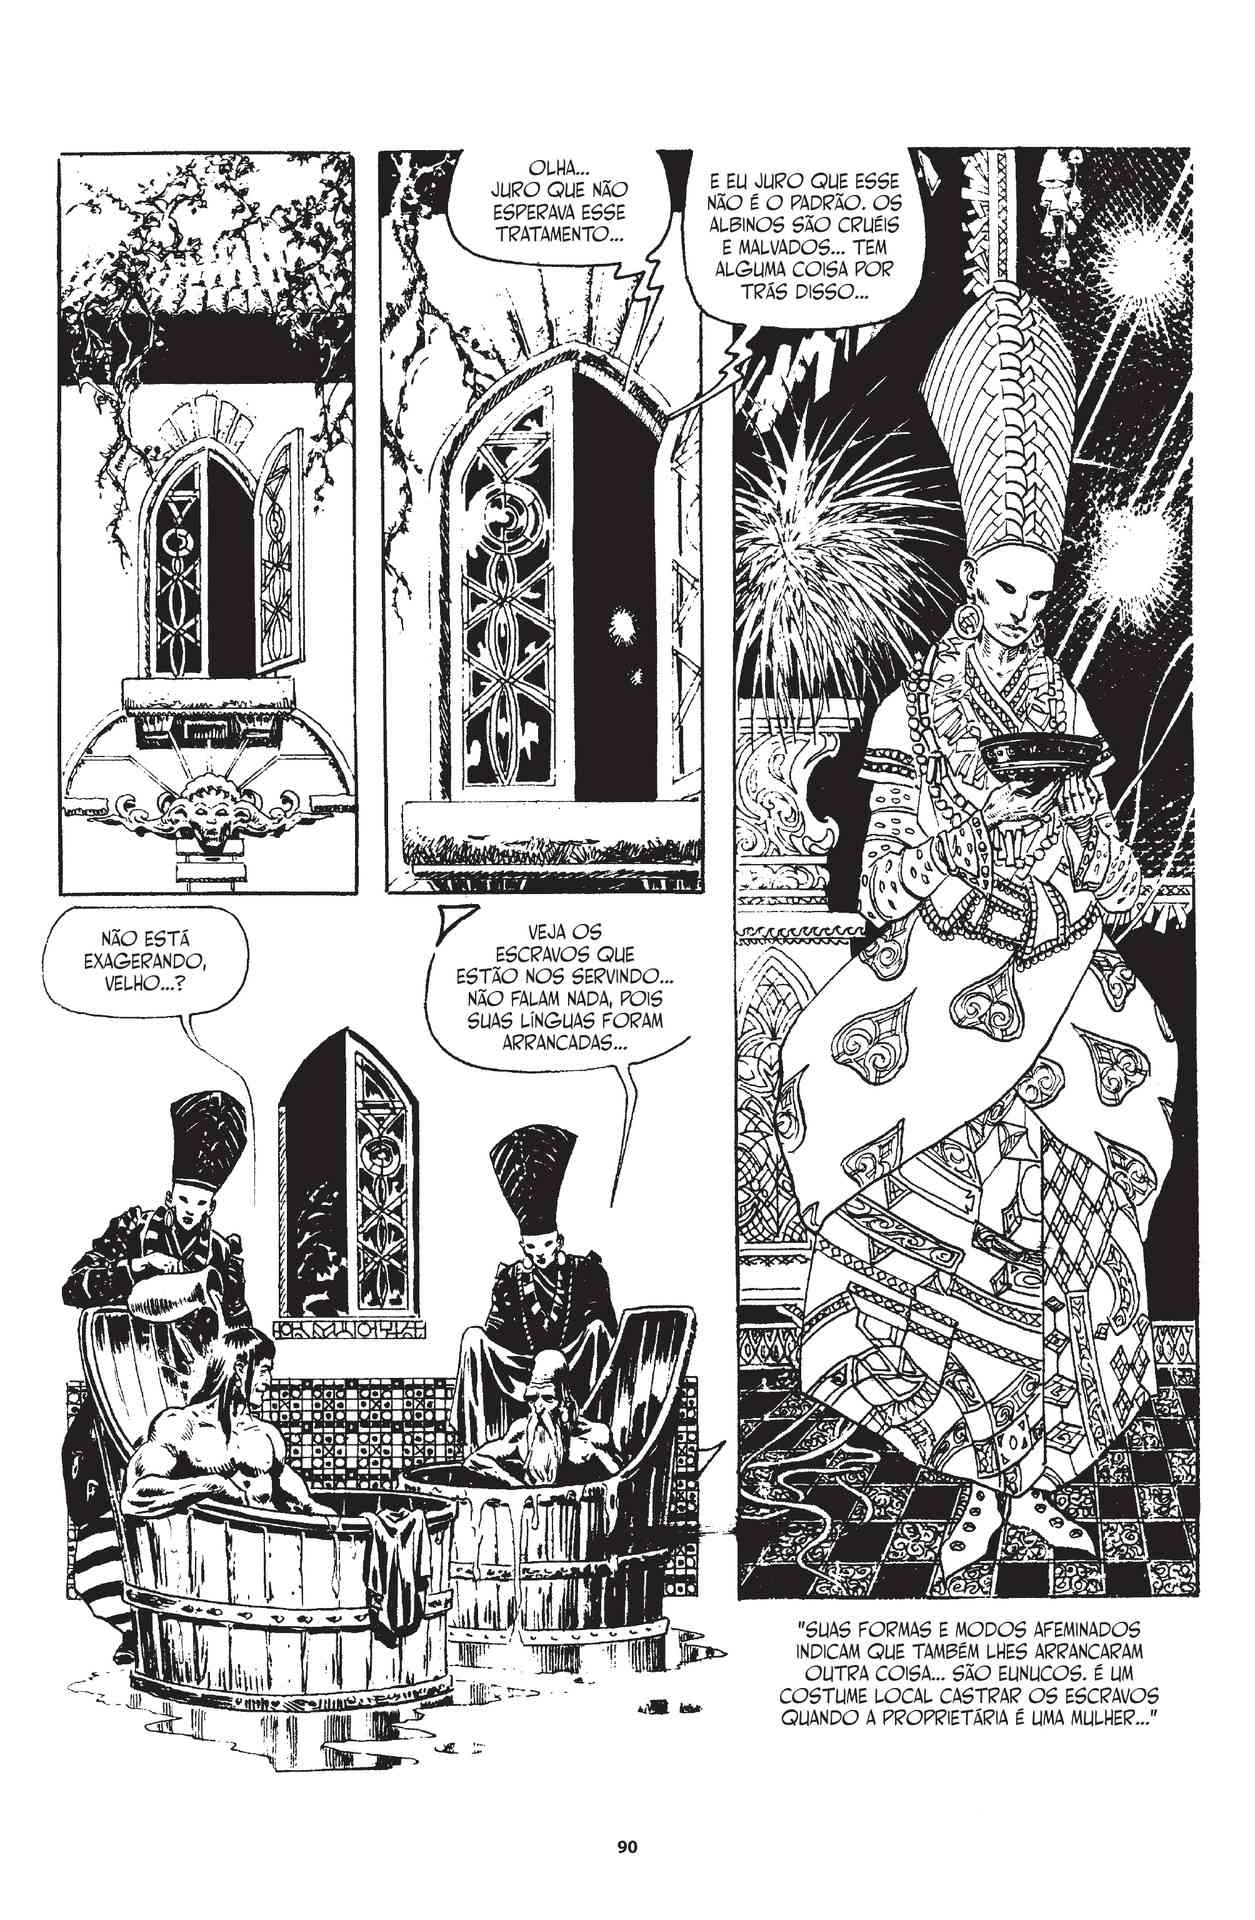 OLHA...
JURO QUE NÃO
ESPERAVA ESSE
TRATAMENTO...
E EU JURO QUE ESSE
NÃO É O PADRÃO. OS
ALBINOS SÃO CRUÉIS
E MALVADOS... TEM
ALGUMA COISA POR
TRÁS DISSO...
NÃO ESTÁ
EXAGERANDO,
VELHO...?
VEJA OS
ESCRAVOS QUE
ESTÃO NOS SERVINDO...
NÃO FALAM NADA, POIS
SUAS LÍNGUAS FORAM
ARRANCADAS...
"SUAS FORMAS E MODOS AFEMINADOS
INDICAM QUE TAMBÉM LHES ARRANCARAM
OUTRA COISA... SÃO EUNUCOS. É UM
COSTUME LOCAL CASTRAR OS ESCRAVOS
QUANDO A PROPRIETÁRIA É UMA MULHER..."
90